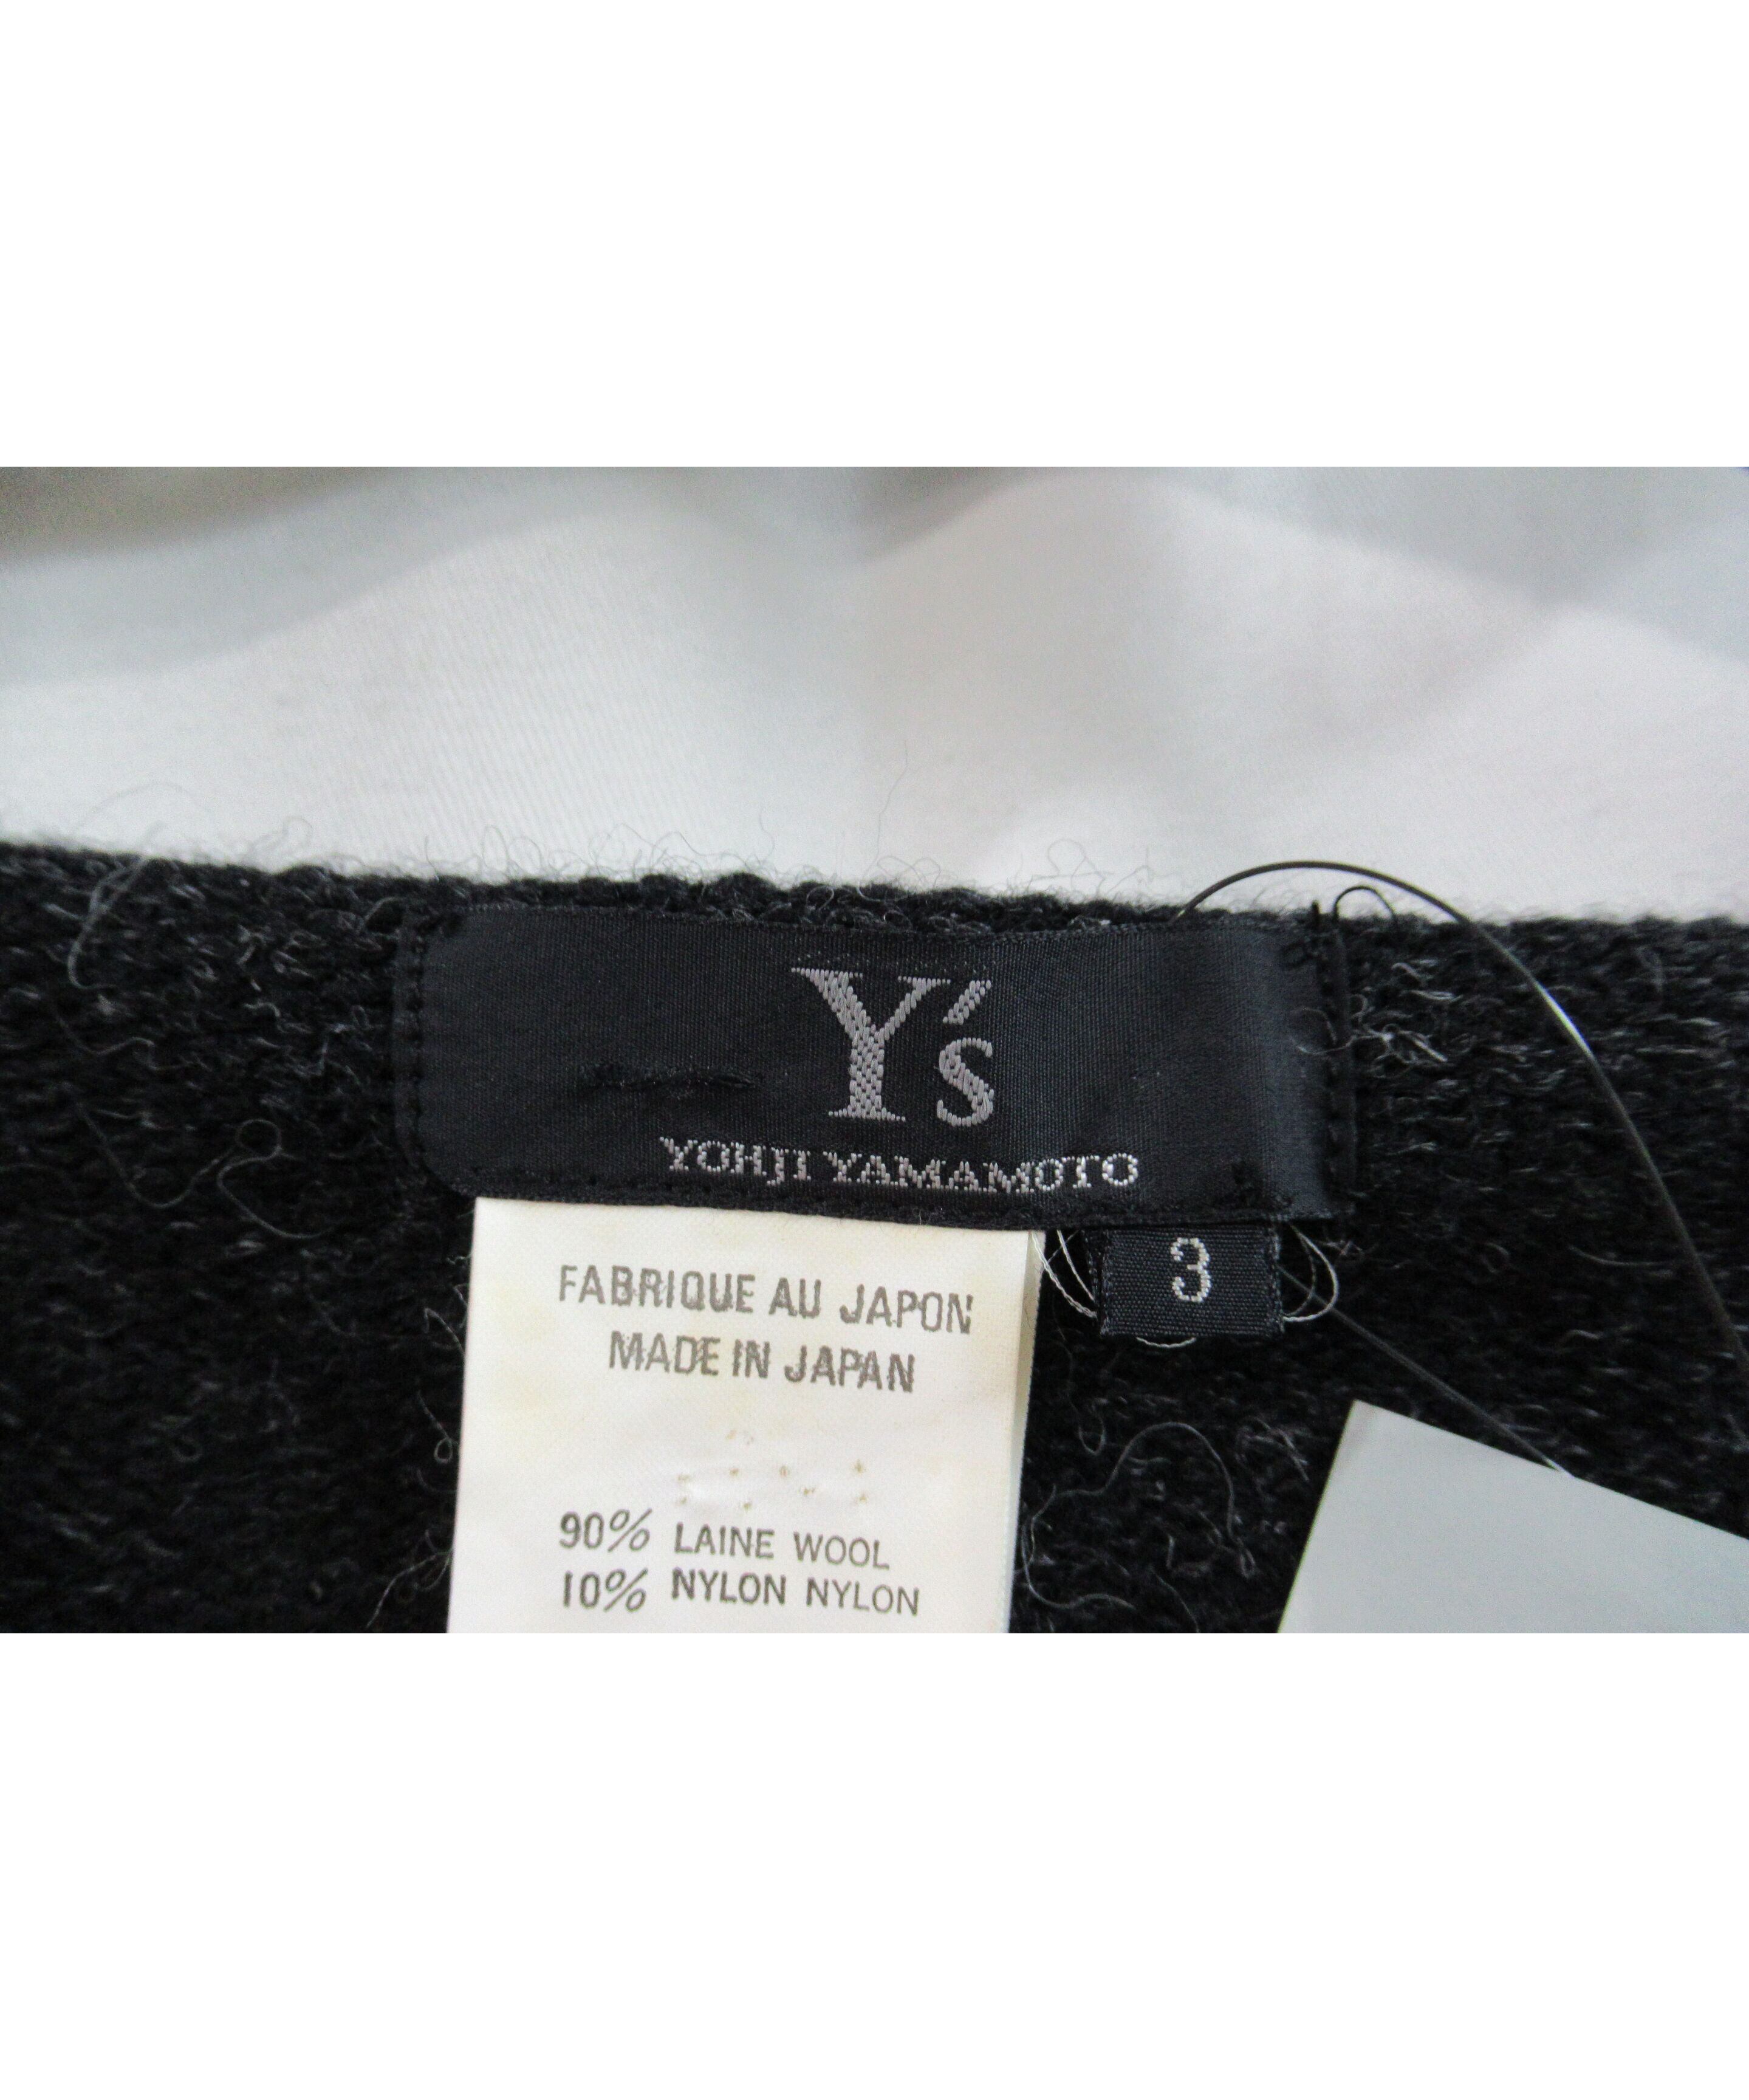 Y's
YOHJI YAMAMOTO
3
FABRIQUE AU JAPON
MADE IN JAPAN
90% LAINE WOOL
10% NYLON NYLON